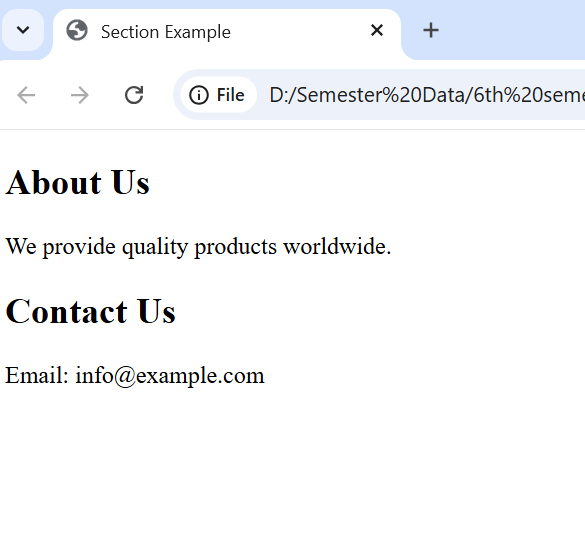 Section Example
File D:/Semester%20Data/6th%20seme
About Us
We provide quality products worldwide.
Contact Us
Email: info@example.com